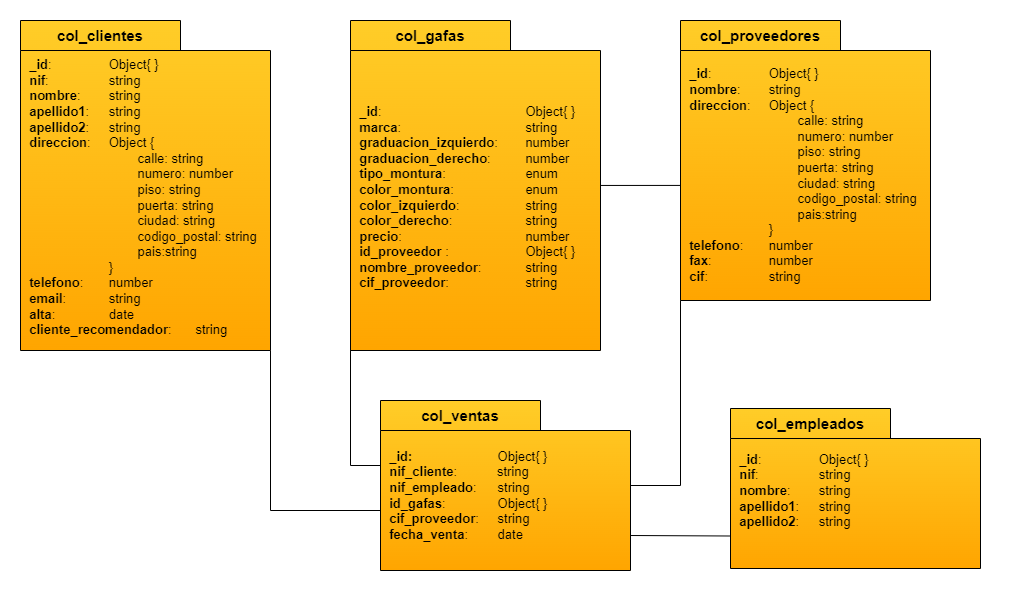 col_clientes
_id: Object{ }
nif: string
nombre: string
apellido1: string
apellido2: string
direccion: Object {
calle: string
numero: number
piso: string
puerta: string
ciudad: string
codigo_postal: string
pais:string
}
telefono: number
email: string
alta: date
cliente_recomendador: string
col_gafas
_id: Object{ }
marca: string
graduacion_izquierdo: number
graduacion_derecho: number
tipo_montura: enum
color_montura: enum
color_izquierdo: string
color_derecho: string
precio: number
id_proveedor : Object{ }
nombre_proveedor: string
cif_proveedor: string
col_proveedores
_id: Object{ }
nombre: string
direccion: Object {
calle: string
numero: number
piso: string
puerta: string
ciudad: string
codigo_postal: string
pais:string
}
telefono: number
fax: number
cif: string
col_ventas
_id: Object{ }
nif_cliente: string
nif_empleado: string
id_gafas: Object{ }
cif_proveedor: string
fecha_venta: date
col_empleados
_id: Object{ }
nif: string
nombre: string
apellido1: string
apellido2: string